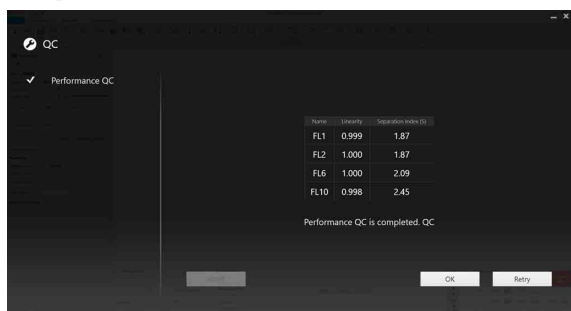 QC
Performance QC
Name Linearity Separation Index (S)
FL1 0.999 1.87
FL2 1.000 1.87
FL6 1.000 2.09
FL10 0.998 2.45
Performance QC is completed. QC
OK Retry